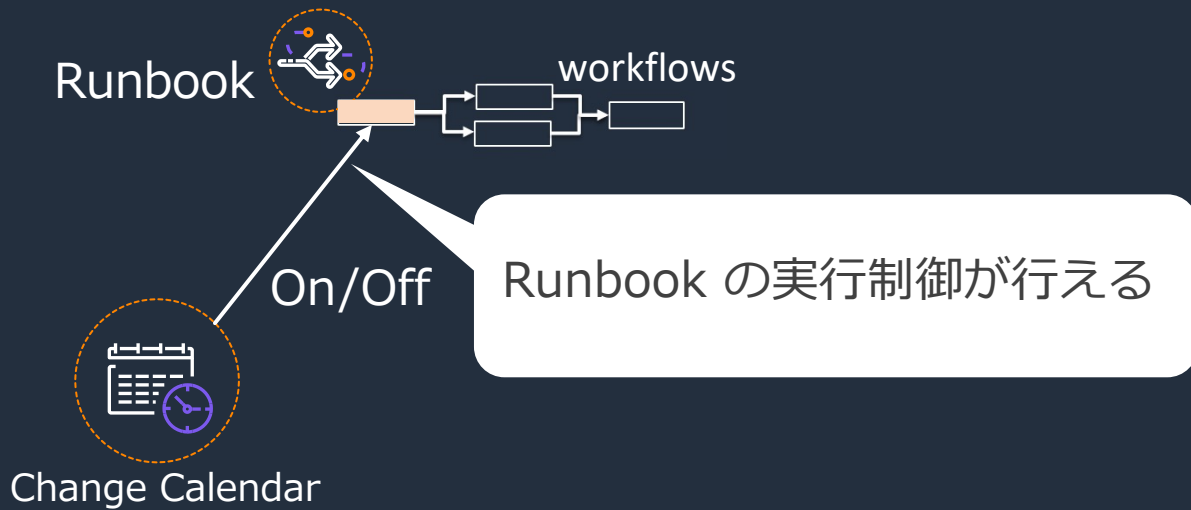 Runbook
workflows
On/Off
Runbook の実行制御が行える
Change Calendar